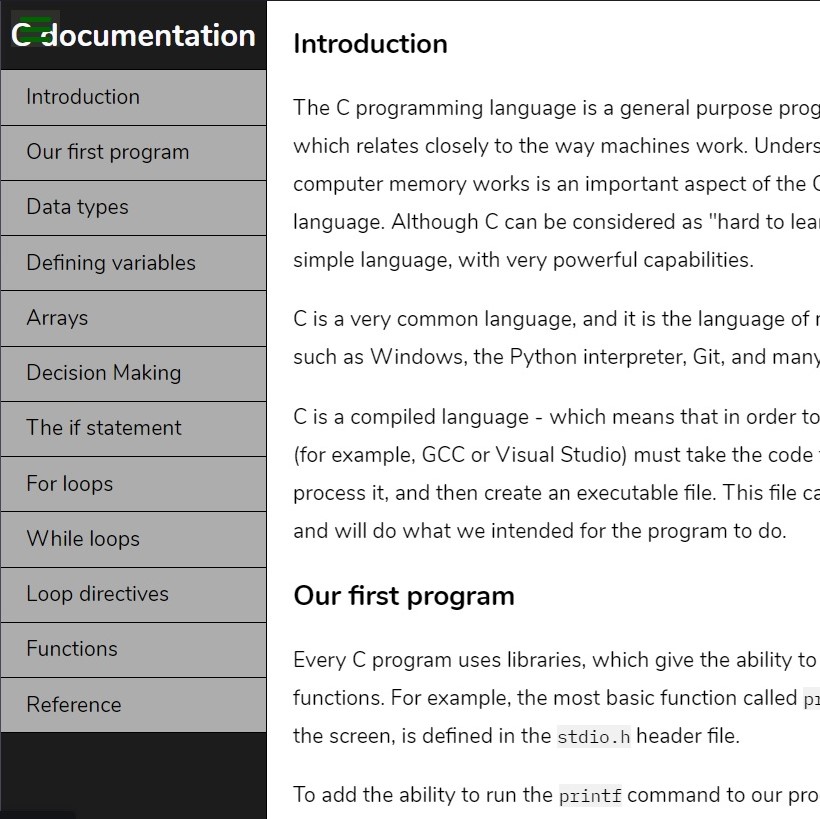 C documentation
Introduction
Our first program
Data types
Defining variables
Arrays
Decision Making
The if statement
For loops
While loops
Loop directives
Functions
Reference
Introduction
The C programming language is a general purpose
which relates closely to the way machines work.
computer memory works is an important aspect of the
language. Although C can be considered as "hard to
simple language, with very powerful capabilities.
C is a very common language, and it is the language of
such as Windows, the Python interpreter, Git, and many
C is a compiled language - which means that in order to
(for example, GCC or Visual Studio) must take the code
process it, and then create an executable file. This file
and will do what we intended for the program to do.
Our first program
Every C program uses libraries, which give the ability to
functions. For example, the most basic function called
the screen, is defined in the stdio.h header file.
To add the ability to run the printf command to our